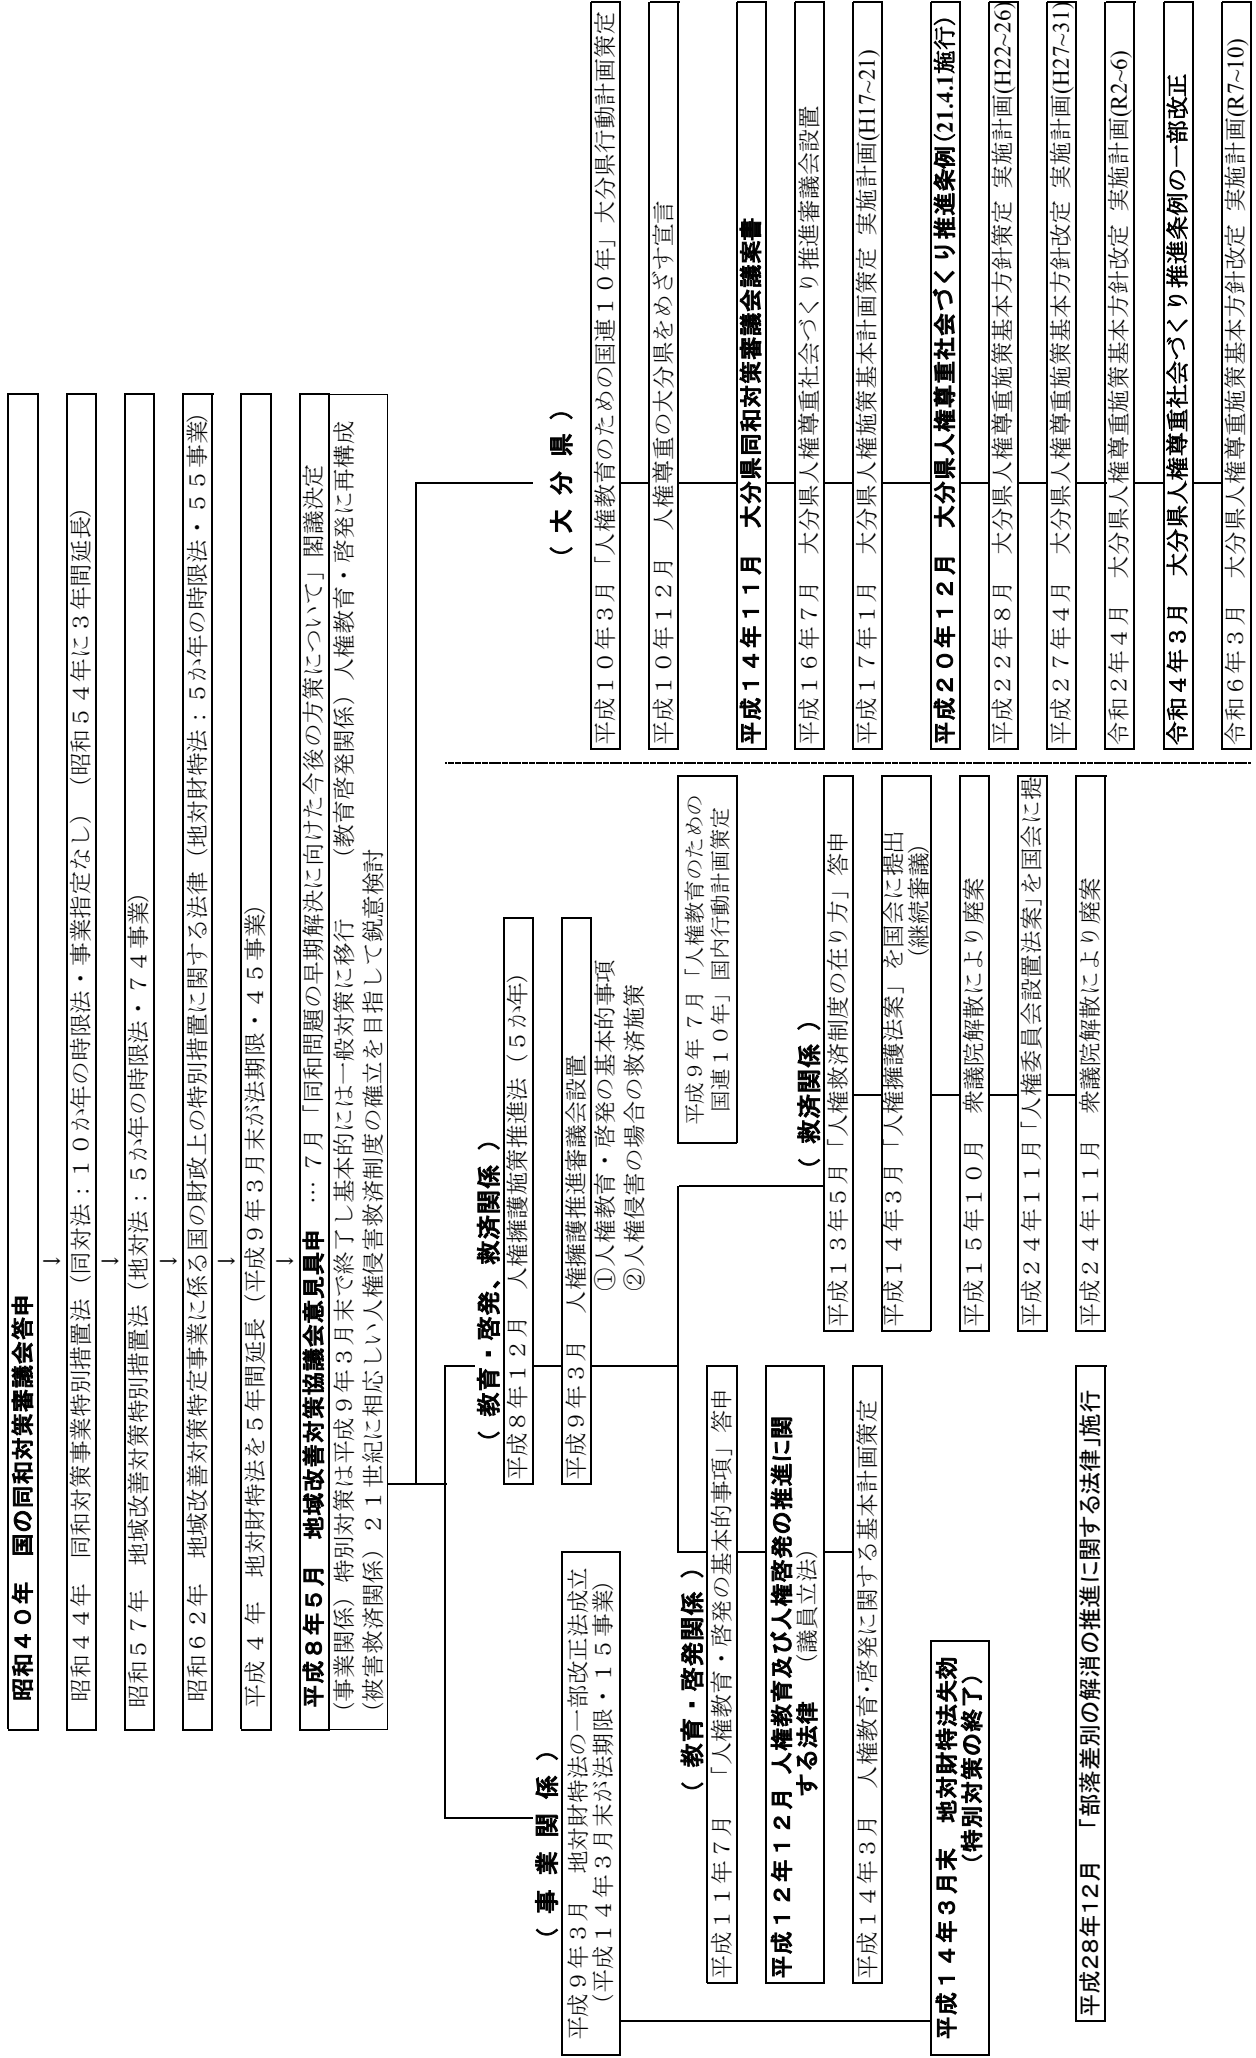 昭和４０年　国の同和対策審議会答申
↓
昭和４４年　同和対策事業特別措置法（同対法：１０か年の時限法・事業指定なし）（昭和５４年に３年間延長）
↓
昭和５７年　地域改善対策特別措置法（地対法：５か年の時限法・７４事業）
↓
昭和６２年　地域改善対策特定事業に係る国の財政上の特別措置に関する法律（地対財特法：５か年の時限法・５５事業）
↓
平成　４　年　地対財特法を５年間延長（平成９年３月末が法期限・４５事業）
↓
平成８年５月　地域改善対策協議会意見具申　…７月「同和問題の早期解決に向けた今後の方策について」閣議決定
（事業関係）特別対策は平成９年３月末で終了し基本的には一般対策に移行　　（教育啓発関係）人権教育・啓発に再構成
（被害救済関係）２１世紀に相応しい人権侵害救済制度の確立を目指して鋭意検討
（ 事 業 関 係 ）
平成９年３月　地対財特法の一部改正法成立
（平成１４年３月末が法期限・１５事業）
（ 教育・啓発、救済関係 ）
平成８年１２月　人権擁護施策推進法（５か年）
平成９年３月　人権擁護推進審議会設置
①人権教育・啓発の基本的事項
②人権侵害の場合の救済施策
平成９年７月「人権教育のための
国連１０年」国内行動計画策定
（ 教育・啓発関係 ）
平成１１年７月　「人権教育・啓発の基本的事項」答申
平成１２年１２月 人権教育及び人権啓発の推進に関
する法律　（議員立法）
平成１４年３月　人権教育・啓発に関する基本計画策定
平成１４年３月末　地対財特法失効
（特別対策の終了）
平成28年12月　「部落差別の解消の推進に関する法律」施行
（ 救済関係 ）
平成１３年５月「人権救済制度の在り方」答申
平成１４年３月「人権擁護法案」を国会に提出
（継続審議）
平成１５年１０月　衆議院解散により廃案
平成２４年１１月「人権委員会設置法案」を国会に提
平成２４年１１月　衆議院解散により廃案
（ 大 分 県 ）
平成１０年３月「人権教育のための国連１０年」大分県行動計画策定
平成１０年１２月　人権尊重の大分県をめざす宣言
平成１４年１１月　大分県同和対策審議会議案書
平成１６年７月　大分県人権尊重社会づくり推進審議会設置
平成１７年１月　大分県人権施策基本計画策定 実施計画(H17~21)
平成２０年１２月　大分県人権尊重社会づくり推進条例(21.4.1施行)
平成２２年８月　大分県人権尊重施策基本方針策定 実施計画(H22~26)
平成２７年４月　大分県人権尊重施策基本方針改定 実施計画(H27~31)
令和２年４月　大分県人権尊重施策基本方針改定 実施計画(R2~6)
令和４年３月　大分県人権尊重社会づくり推進条例の一部改正
令和６年３月　大分県人権尊重施策基本方針改定 実施計画(R7~10)